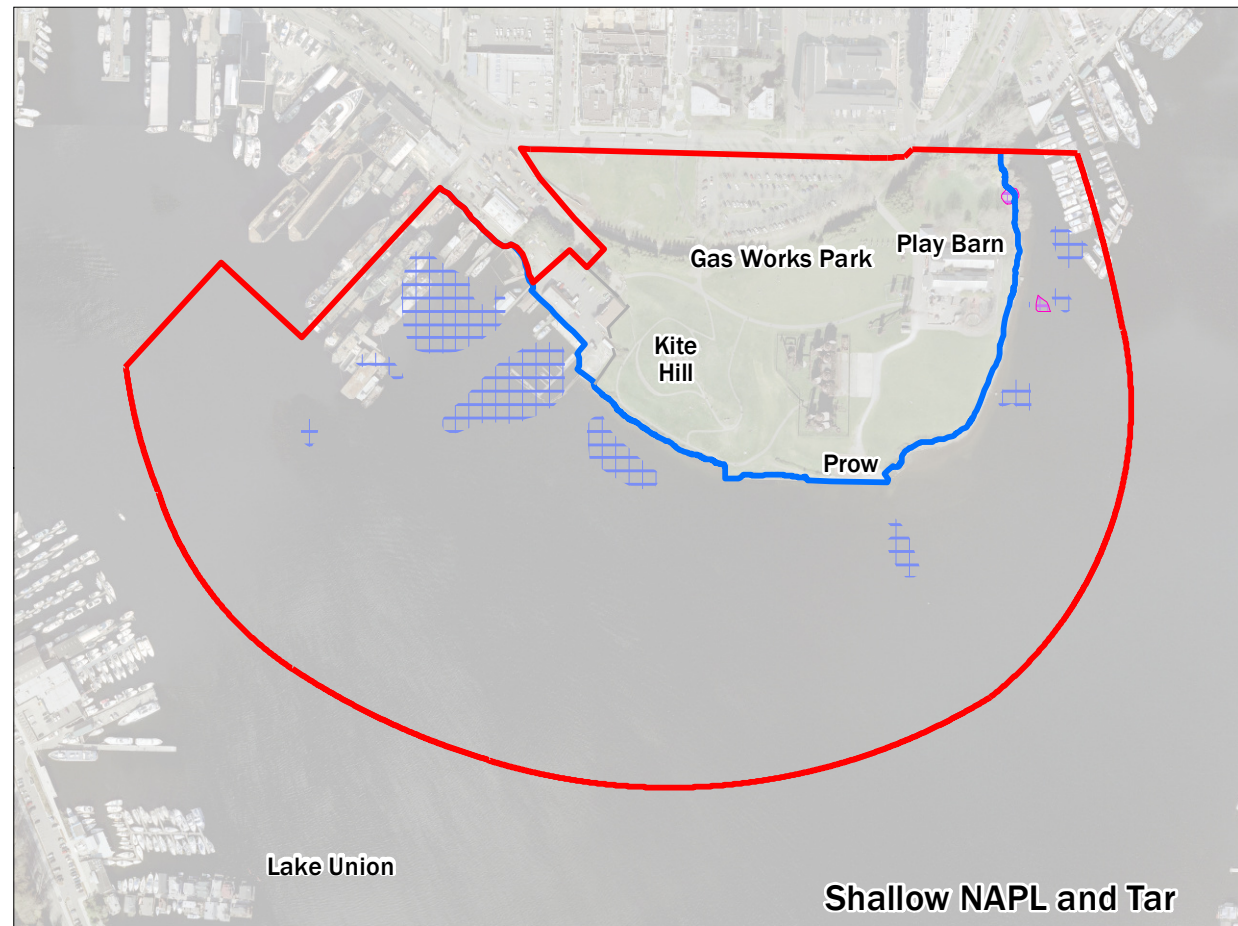 Play Barn
Gas Works Park
Kite
Hill
Prow
Lake Union
Shallow NAPL and Tar